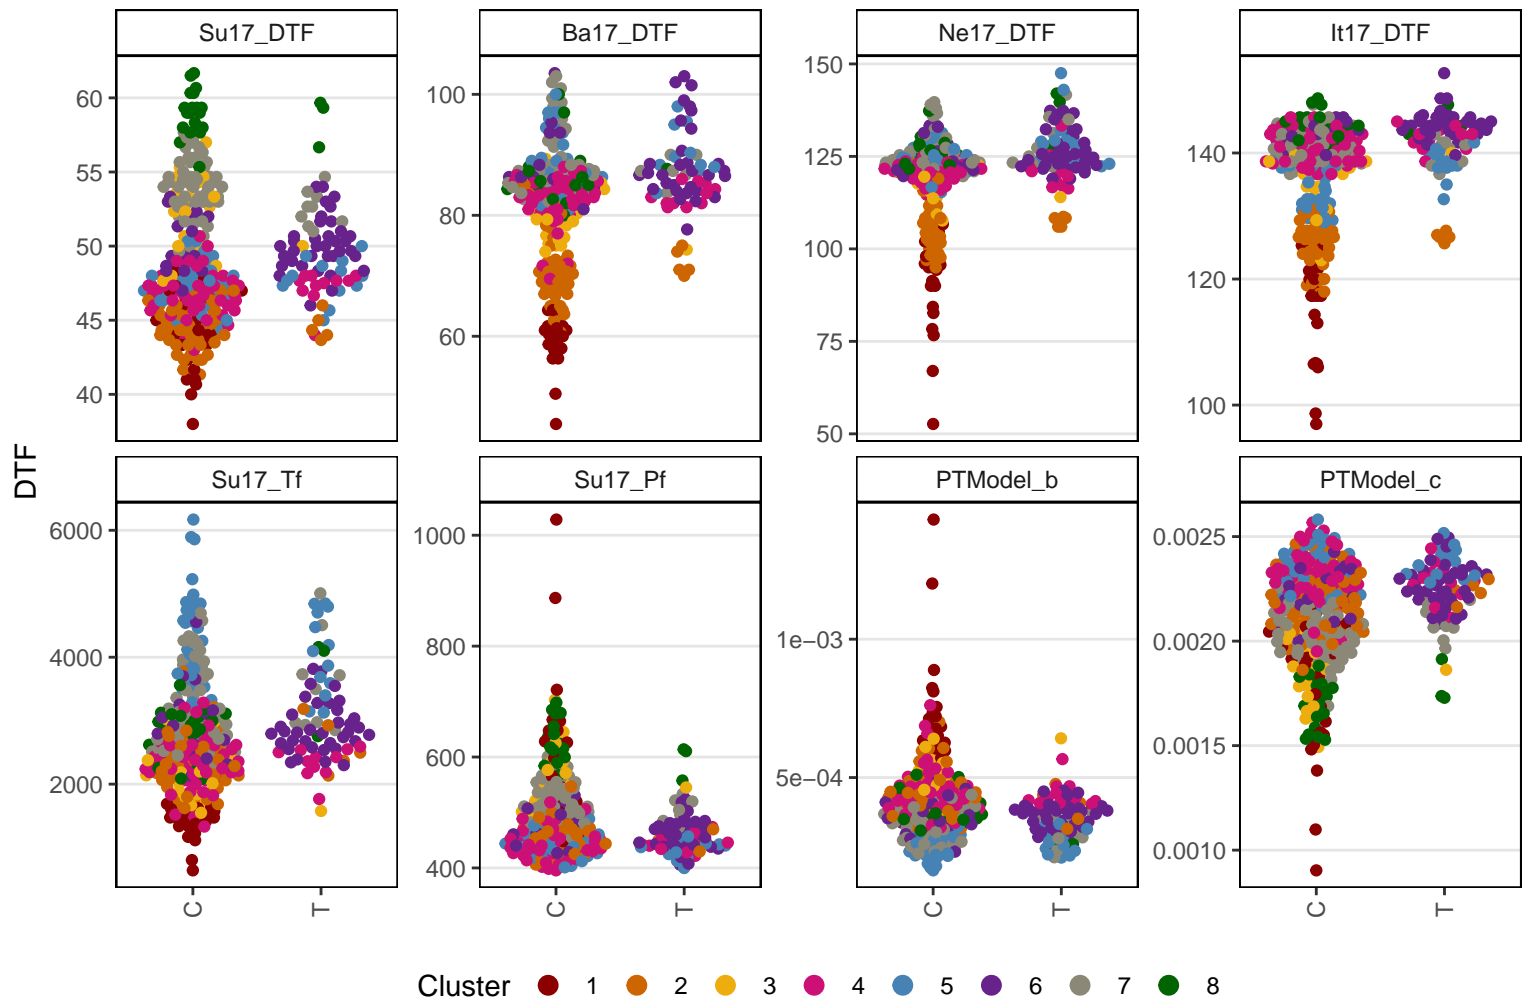 Su17_DTF
Ba17_DTF
Ne17_DTF
It17_DTF
60
55
50
45
40
100
80
60
150
125
100
75
50
140
120
100
DTF
Su17_Tf
Su17_Pf
PTModel_b
PTModel_c
6000
4000
2000
1000
800
600
400
1e−03
5e−04
0.0025
0.0020
0.0015
0.0010
C
T
C
T
C
T
C
T
Cluster 1 2 3 4 5 6 7 8